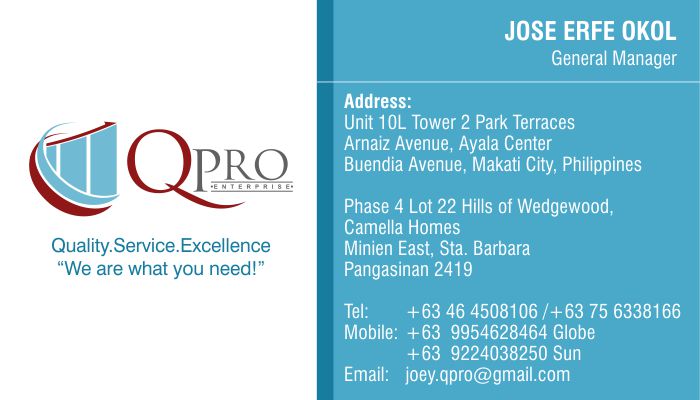 QPRO
•ENTERPRISE•
Quality.Service.Excellence
“We are what you need!”
JOSE ERFE OKOL
General Manager
Address:
Unit 10L Tower 2 Park Terraces
Arnaiz Avenue, Ayala Center
Buendia Avenue, Makati City, Philippines
Phase 4 Lot 22 Hills of Wedgewood,
Camella Homes
Minien East, Sta. Barbara
Pangasinan 2419
Tel: +63 46 4508106 /+63 75 6338166
Mobile: +63 9954628464 Globe
+63 9224038250 Sun
Email: joey.qpro@gmail.com